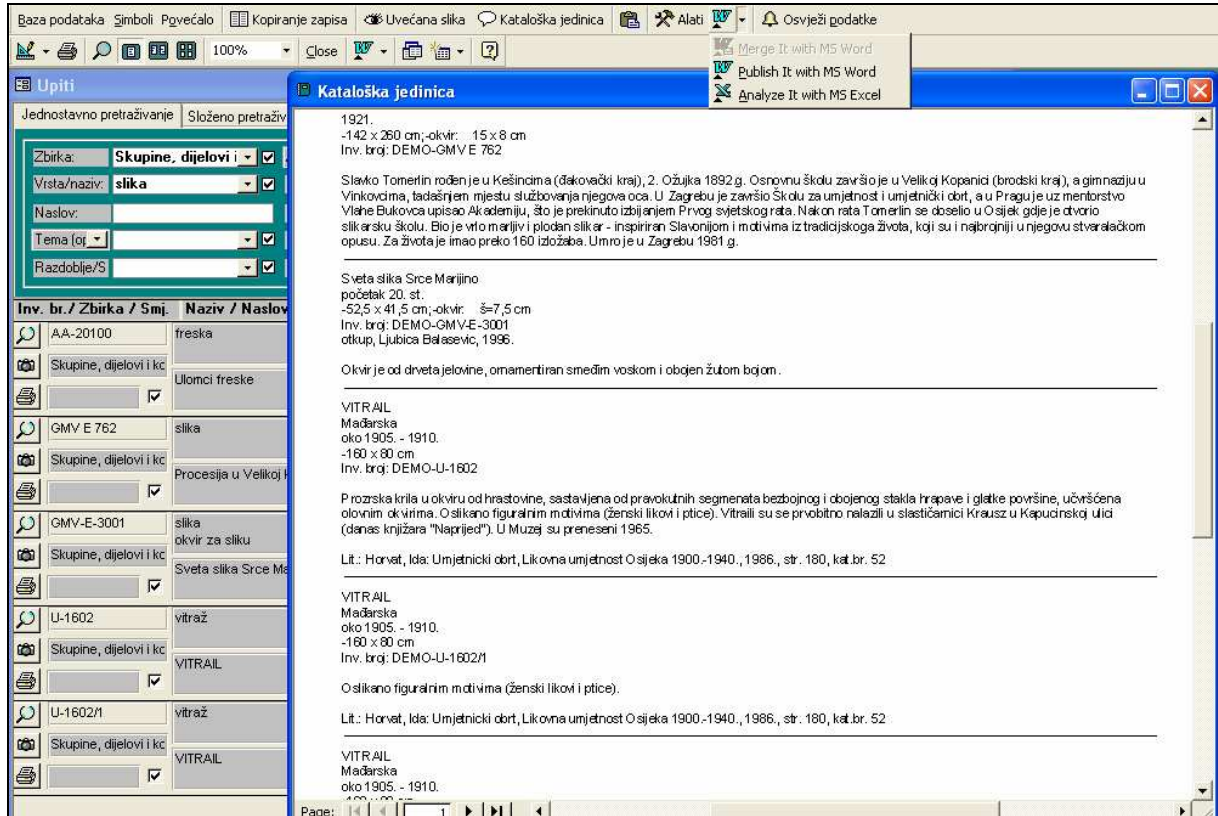 Baza podataka Simboli Povećalo Kopiranje zapisa Uvećana slika Kataloška jedinica Alati Osvježi podatke
100% Close
Merge It with MS Word
Publish It with MS Word
Analyze It with MS Excel
Upiti
Jednostavno pretraživanje Složeno pretraživ
Zbirka: Skupine, dijelovi i
Vrsta/naziv: slika
Naslov:
Tema (op
Razdoblje/S
Inv. br./ Zbirka / Smj. Naziv / Naslov
AA-20100 freska
Skupine, dijelovi i kc
Ulomci freske
GMV E 762 slika
Skupine, dijelovi i kc
Procesija u Velikoj K
GMV-E-3001 slika
okvir za sliku
Skupine, dijelovi i kc
Sveta slika Srce Ma
U-1602 vitraž
Skupine, dijelovi i kc
VITRAIL
U-1602/1 vitraž
Skupine, dijelovi i kc
VITRAIL
Kataloška jedinica
1921.
-142 x 260 cm;-okvir: 15 x 8 cm
Inv. broj: DEMO-GMV E 762
Slavko Tomerlin rođen je u Kešincima (đakovački kraj), 2. Ožujka 1892 g. Osnovnu školu završio je u Velikoj Kopanici (brodski kraj), a gimnaziju u
Vinkovcima, tadašnjem mjestu službovanja njegova oca. U Zagrebu je završio Školu za umjetnost i umjetnički obrt, a u Pragu je uz mentorstvo
Vlahe Bukovca upisao Akademiju, što je prekinuto izbijanjem Prvog svjetskog rata. Nakon rata Tomerlin se doselio u Osijek gdje je otvorio
slikarsku školu. Bio je vrlo marljiv i plodan slikar - inspiriran Slavonijom i motivima iz tradicijskoga života, koji su i najbrojniji u njegovu stvaralačkom
opusu. Za života je imao preko 160 izložaba. Umro je u Zagrebu 1981 g.
Sveta slika Srce Marijino
početak 20. st.
-52,5 x 41,5 cm;-okvir: š=7,5 cm
Inv. broj: DEMO-GMV-E-3001
otkup, Ljubica Balasevic, 1996.
Okvir je od drveta jelovine, ornamentiran smeđim voskom i obojen žutom bojom.
VITRAIL
Mađarska
oko 1905. - 1910.
-160 x 80 cm
Inv. broj: DEMO-U-1602
Prozrska krila u okviru od hrastovine, sastavljena od pravokutnih segmenata bezbojnog i obojenog stakla hrapave i glatke površine, učvršćena
olovnim okvirima. Oslikano figuralnim motivima (ženski likovi i ptice). Vitraili su se prvobitno nalazili u slastičarnici Krausz u Kapucinskoj ulici
(danas knjižara "Naprijed"). U Muzej su preneseni 1965.
Lit.: Horvat, Ida: Umjetnicki obrt, Likovna umjetnost Osijeka 1900.-1940., 1986., str. 180, kat.br. 52
VITRAIL
Mađarska
oko 1905. - 1910.
-160 x 80 cm
Inv. broj: DEMO-U-1602/1
Oslikano figuralnim motivima (ženski likovi i ptice).
Lit.: Horvat, Ida: Umjetnicki obrt, Likovna umjetnost Osijeka 1900.-1940., 1986., str. 180, kat.br. 52
VITRAIL
Mađarska
oko 1905. - 1910.
Page: 1